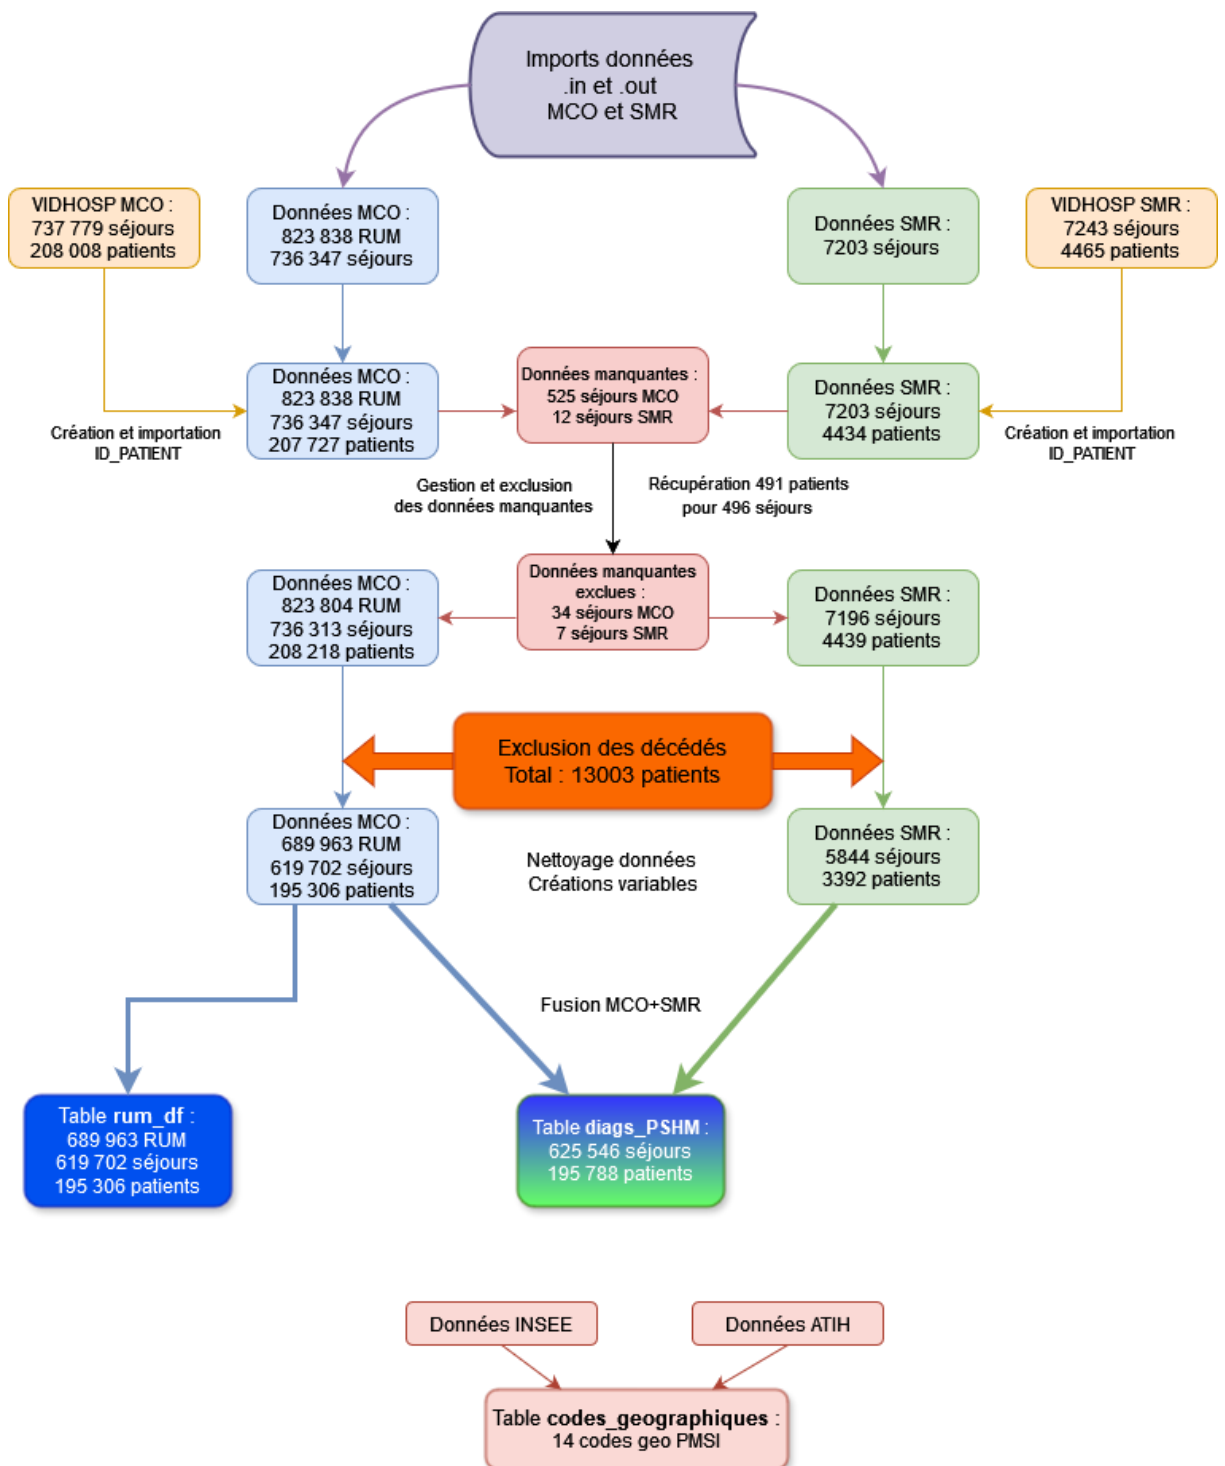 Imports données
.in et .out
MCO et SMR
VIDHOSP MCO :
737 779 séjours
208 008 patients
Données MCO :
823 838 RUM
736 347 séjours
Données SMR :
7203 séjours
VIDHOSP SMR :
7243 séjours
4465 patients
Données MCO :
823 838 RUM
736 347 séjours
207 727 patients
Données manquantes :
525 séjours MCO
12 séjours SMR
Données SMR :
7203 séjours
4434 patients
Création et importation
ID_PATIENT
Création et importation
ID_PATIENT
Gestion et exclusion
des données manquantes
Récupération 491 patients
pour 496 séjours
Données MCO :
823 804 RUM
736 313 séjours
208 218 patients
Données manquantes
exclues :
34 séjours MCO
7 séjours SMR
Données SMR :
7196 séjours
4439 patients
Exclusion des décédés
Total : 13003 patients
Données MCO :
689 963 RUM
619 702 séjours
195 306 patients
Nettoyage données
Créations variables
Données SMR :
5844 séjours
3392 patients
Fusion MCO+SMR
Table rum_df :
689 963 RUM
619 702 séjours
195 306 patients
Table diags_PSHM :
625 546 séjours
195 788 patients
Données INSEE
Données ATIH
Table codes_geographiques :
14 codes geo PMSI